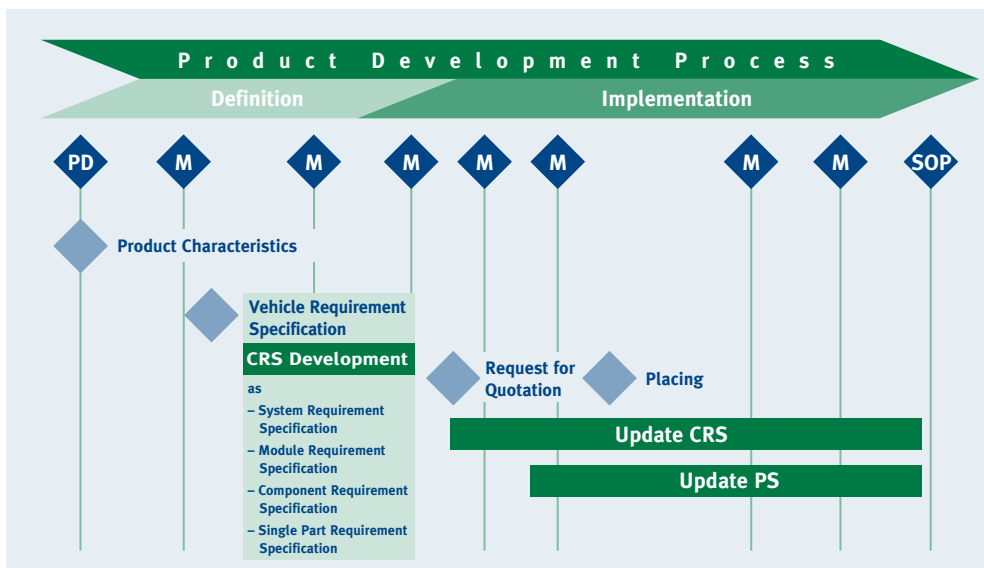 Product Development Process
Definition
Implementation
PD
M
M
M
M
M
M
M
SOP
Product Characteristics
Vehicle Requirement
Specification
CRS Development
as
– System Requirement
Specification
– Module Requirement
Specification
– Component Requirement
Specification
– Single Part Requirement
Specification
Request for
Quotation
Placing
Update CRS
Update PS